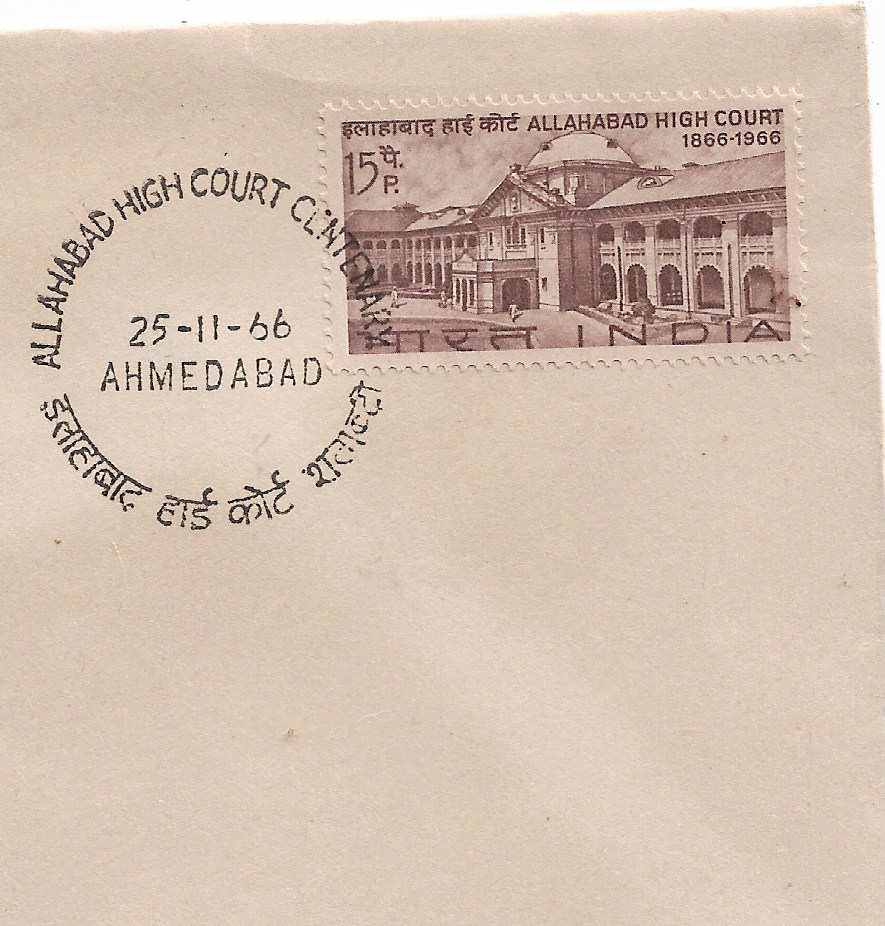 इलाहाबाद हाई कोर्ट ALLAHABAD HIGH COURT
1866-1966
15 पै.
P.
भारत INDIA
ALLAHABAD HIGH COURT CENTENARY
25-11-66
AHMEDABAD
इलाहाबाद हाई कोर्ट शताब्दी